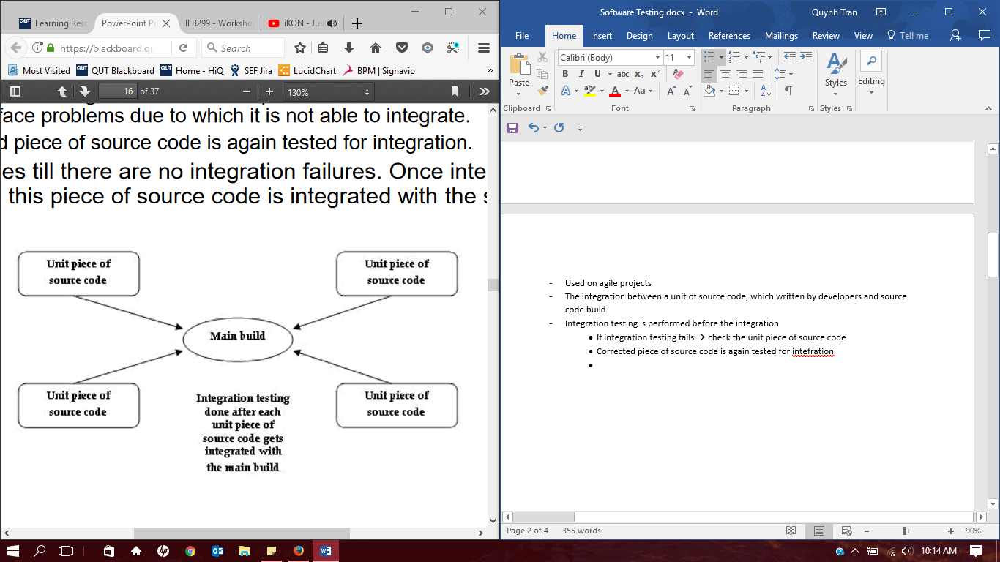 Learning Res
PowerPoint P
IFB299 - Worksho
iKON - Jus
https://blackboard.qu
Search
Most Visited
QUT Blackboard
Home - HiQ
SEF Jira
LucidChart
BPM | Signavio
16 of 37
130%
face problems due to which it is not able to integrate.
d piece of source code is again tested for integration.
es till there are no integration failures. Once inte
this piece of source code is integrated with the s
Unit piece of
source code
Unit piece of
source code
Main build
Unit piece of
source code
Unit piece of
source code
Integration testing
done after each
unit piece of
source code gets
integrated with
the main build
Software Testing.docx - Word
Quynh Tran
File Home Insert Design Layout References Mailings Review View Tell me
Paste
Calibri (Body) 11
B I U abc x₂ x²
A aby A Aa A A
Styles
Editing
Clipboard Font Paragraph Styles
- Used on agile projects
- The integration between a unit of source code, which written by developers and source
code build
- Integration testing is performed before the integration
• If integration testing fails → check the unit piece of source code
• Corrected piece of source code is again tested for intefration
•
Page 2 of 4 355 words
90%
10:14 AM